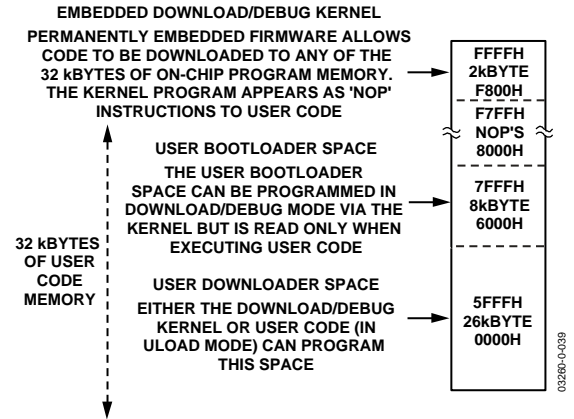 EMBEDDED DOWNLOAD/DEBUG KERNEL
PERMANENTLY EMBEDDED FIRMWARE ALLOWS
CODE TO BE DOWNLOADED TO ANY OF THE
32 kBYTES OF ON-CHIP PROGRAM MEMORY.
THE KERNEL PROGRAM APPEARS AS 'NOP'
INSTRUCTIONS TO USER CODE
FFFFH
2kBYTE
F800H
F7FFH
NOP'S
8000H
USER BOOTLOADER SPACE
THE USER BOOTLOADER
SPACE CAN BE PROGRAMMED IN
DOWNLOAD/DEBUG MODE VIA THE
KERNEL BUT IS READ ONLY WHEN
EXECUTING USER CODE
7FFFH
8kBYTE
6000H
32 kBYTES
OF USER
CODE
MEMORY
USER DOWNLOADER SPACE
EITHER THE DOWNLOAD/DEBUG
KERNEL OR USER CODE (IN
ULOAD MODE) CAN PROGRAM
THIS SPACE
5FFFH
26kBYTE
0000H
03260-0-039